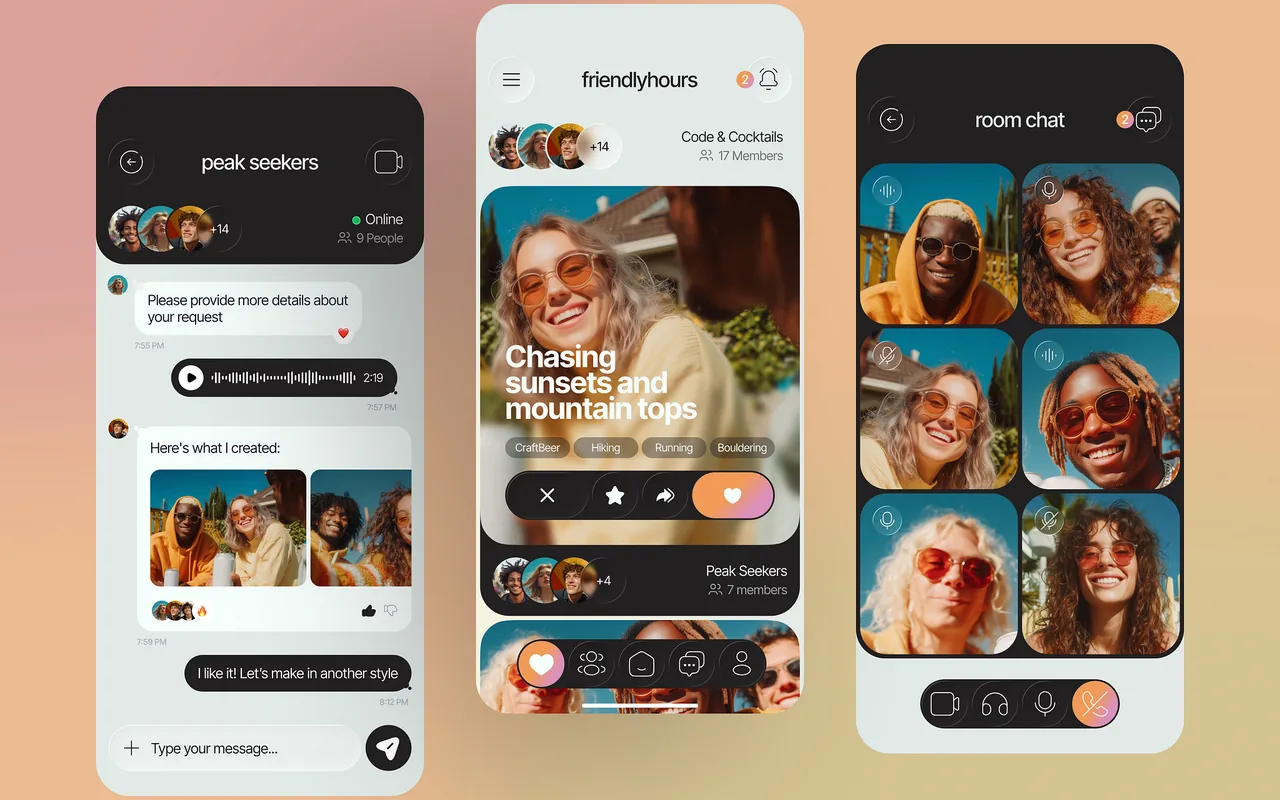 peak seekers
+14
Online
9 People
Please provide more details about
your request
7:55 PM
2:19
7:57 PM
Here's what I created:
7:59 PM
I like it! Let's make in another style
8:12 PM
Type your message...
friendlyhours
2
+14
Code & Cocktails
17 Members
Chasing
sunsets and
mountain tops
CraftBeer
Hiking
Running
Bouldering
+4
Peak Seekers
7 members
room chat
2